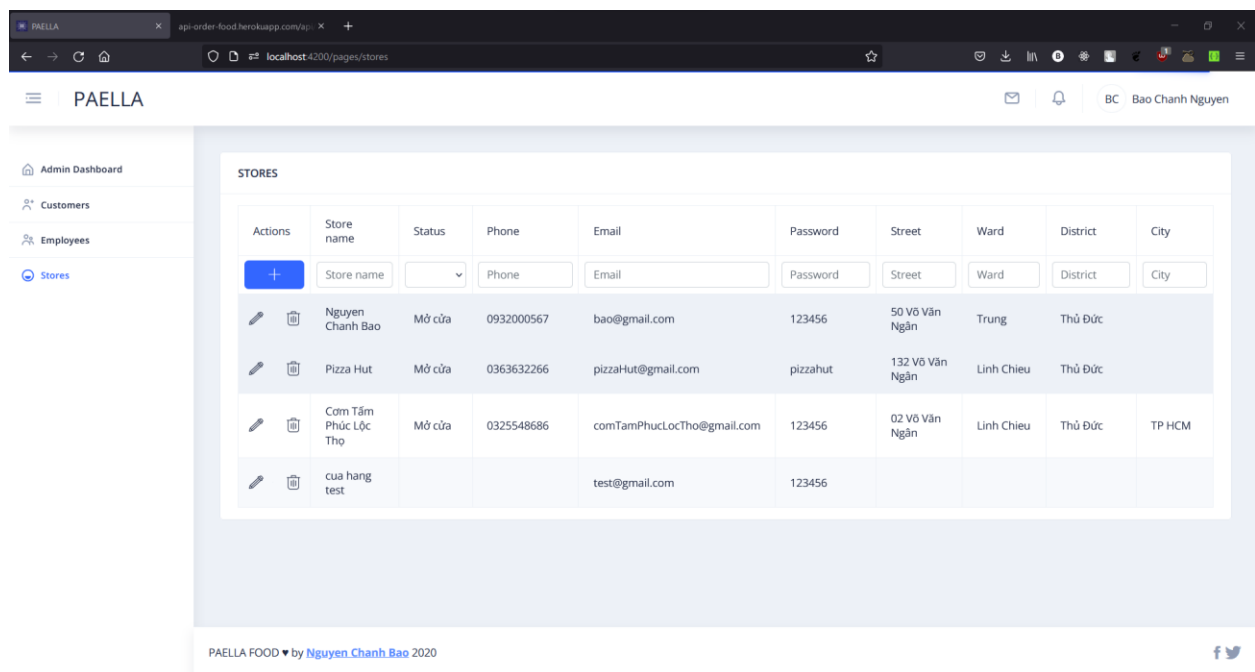 PAELLA
api-order-food.herokuapp.com/api
localhost:4200/pages/stores
PAELLA
BC Bao Chanh Nguyen
Admin Dashboard
Customers
Employees
Stores
STORES
Actions Store name Status Phone Email Password Street Ward District City
Store name Phone Email Password Street Ward District City
Nguyen Chanh Bao Mở cửa 0932000567 bao@gmail.com 123456 50 Võ Văn Ngân Trung Thủ Đức
Pizza Hut Mở cửa 0363632266 pizzaHut@gmail.com pizzahut 132 Võ Văn Ngân Linh Chieu Thủ Đức
Cơm Tấm Phúc Lộc Thọ Mở cửa 0325548686 comTamPhucLocTho@gmail.com 123456 02 Võ Văn Ngân Linh Chieu Thủ Đức TP HCM
cua hang test test@gmail.com 123456
PAELLA FOOD ♥ by Nguyen Chanh Bao 2020